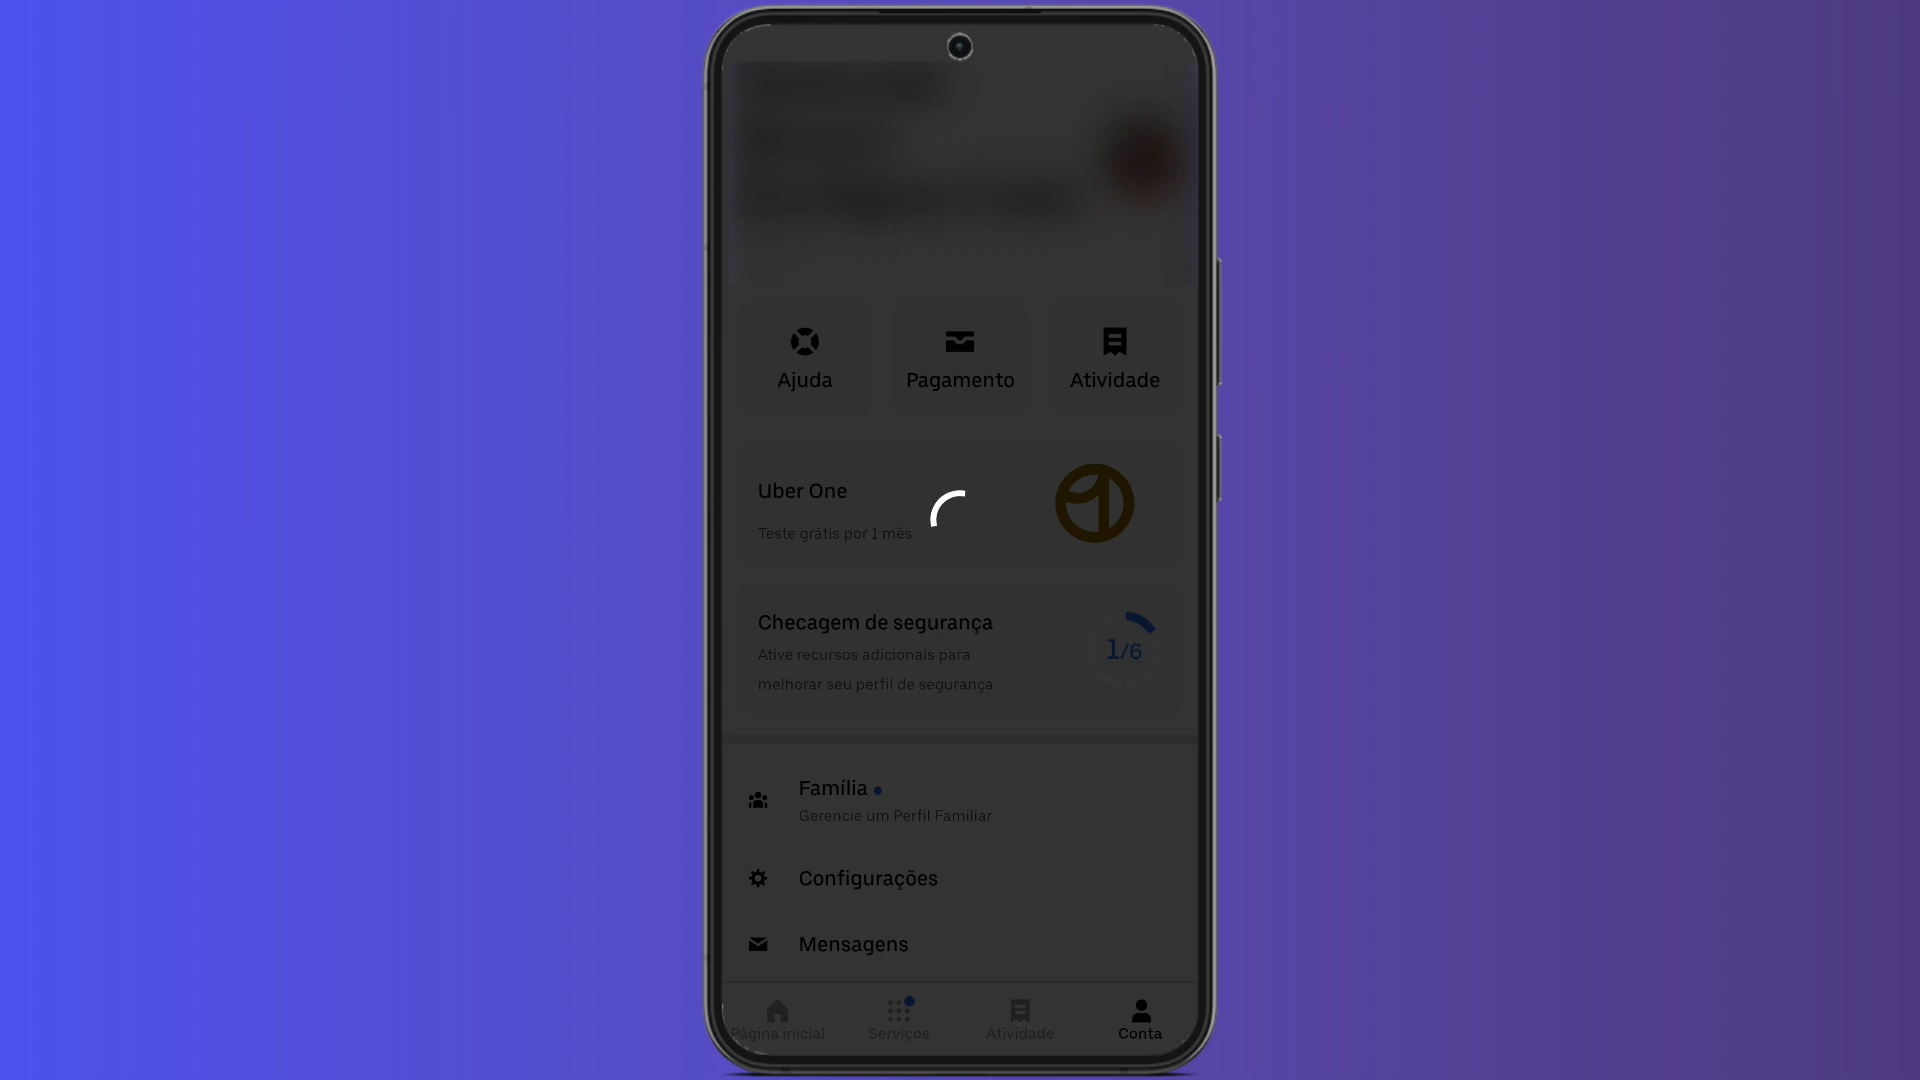 Ajuda
Pagamento
Atividade
Uber One
Teste grátis por 1 mês
Checagem de segurança
Ative recursos adicionais para
melhorar seu perfil de segurança
1/6
Família
Gerencie um Perfil Familiar
Configurações
Mensagens
Página inicial
Serviços
Atividade
Conta